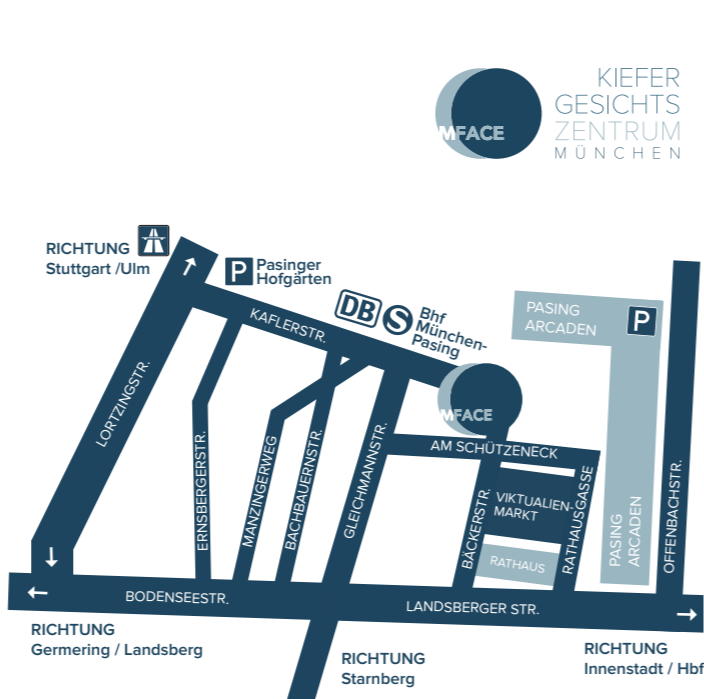 KIEFER
GESICHTS
ZENTRUM
MÜNCHEN
MFACE
RICHTUNG
Stuttgart /Ulm
P
Pasinger
Hofgärten
DB
S
Bhf
München-
Pasing
KAFLERSTR.
PASING
ARCADEN
P
LORTZINGSTR.
MFACE
AM SCHÜTZENECK
ERNSBERGERSTR.
MANZINGERWEG
BACHBAUERNSTR.
GLEICHMANNSTR.
BÄCKERSTR.
VIKTUALIEN-
MARKT
RATHAUS
RATHAUSGASSE
PASING
ARCADEN
OFFENBACHSTR.
BODENSEESTR.
LANDSBERGER STR.
RICHTUNG
Germering / Landsberg
RICHTUNG
Starnberg
RICHTUNG
Innenstadt / Hbf